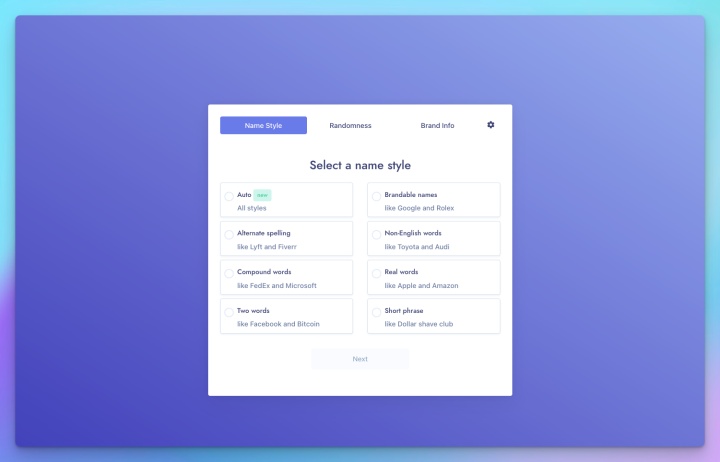 Name Style
Randomness
Brand Info
Select a name style
Auto new
All styles
Brandable names
like Google and Rolex
Alternate spelling
like Lyft and Fiverr
Non-English words
like Toyota and Audi
Compound words
like FedEx and Microsoft
Real words
like Apple and Amazon
Two words
like Facebook and Bitcoin
Short phrase
like Dollar shave club
Next